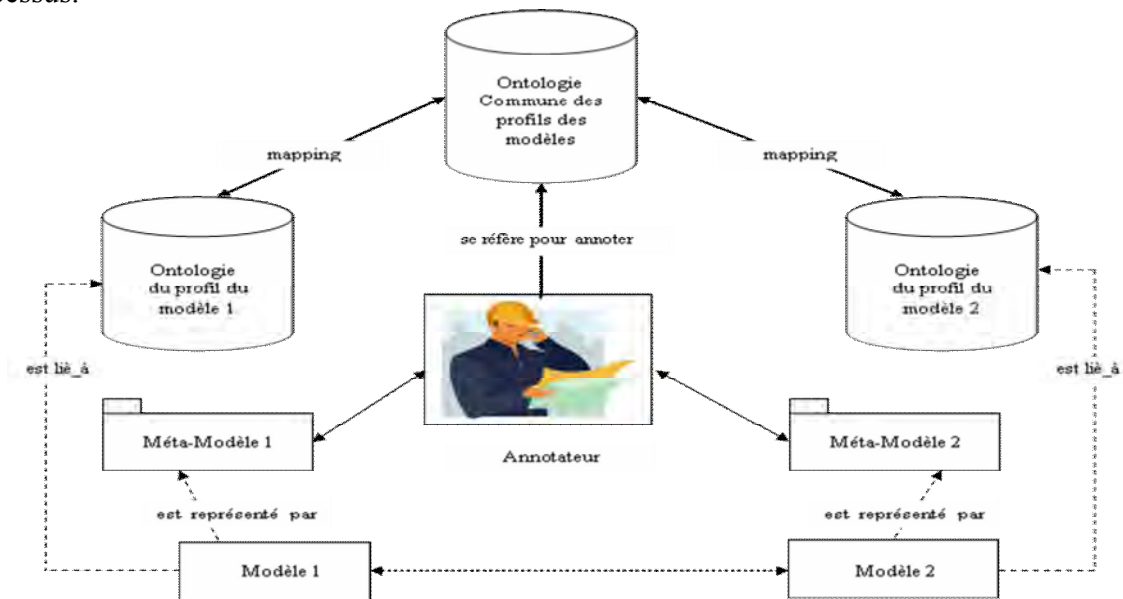 Ontologie
Commune des
profils des
modèles
mapping
mapping
se réfère pour annoter
Ontologie
du profil du
modèle 1
Ontologie
du profil du
modèle 2
est liè_à
est liè_à
Méta-Modèle 1
Méta-Modèle 2
Annotateur
est représenté par
est représenté par
Modèle 1
Modèle 2